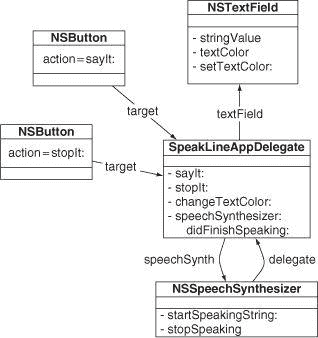 NSTextField
- stringValue
- textColor
- setTextColor:
NSButton
action=sayIt:
target
textField
NSButton
action=stopIt:
target
SpeakLineAppDelegate
- sayIt:
- stopIt:
- changeTextColor:
- speechSynthesizer:
didFinishSpeaking:
speechSynth
delegate
NSSpeechSynthesizer
- startSpeakingString:
- stopSpeaking